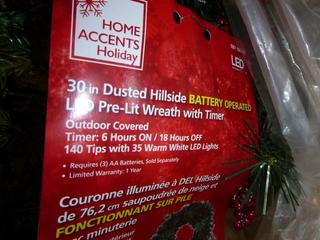 HOME
ACCENTS
Holiday
LED
30 in Dusted Hillside BATTERY OPERATED
LED Pre-Lit Wreath with Timer
Outdoor Covered
Timer: 6 Hours ON / 18 Hours OFF
140 Tips with 35 Warm White LED Lights
• Requires (3) AA Batteries, Sold Separately
• Limited Warranty: 1 Year
Couronne illuminée à DEL Hillside
de 76,2 cm saupoudrée de neige et
FONCTIONNANT SUR PILE
avec minuterie